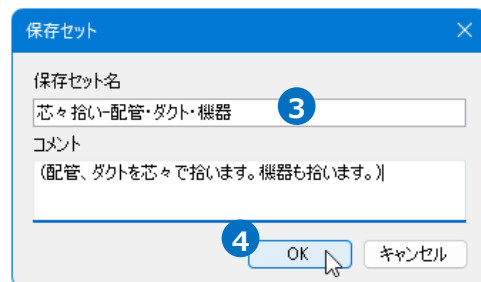 保存セット
保存セット名
芯々拾い-配管・ダクト・機器
3
コメント
(配管、ダクトを芯々で拾います。機器も拾います。)
4
OK
キャンセル